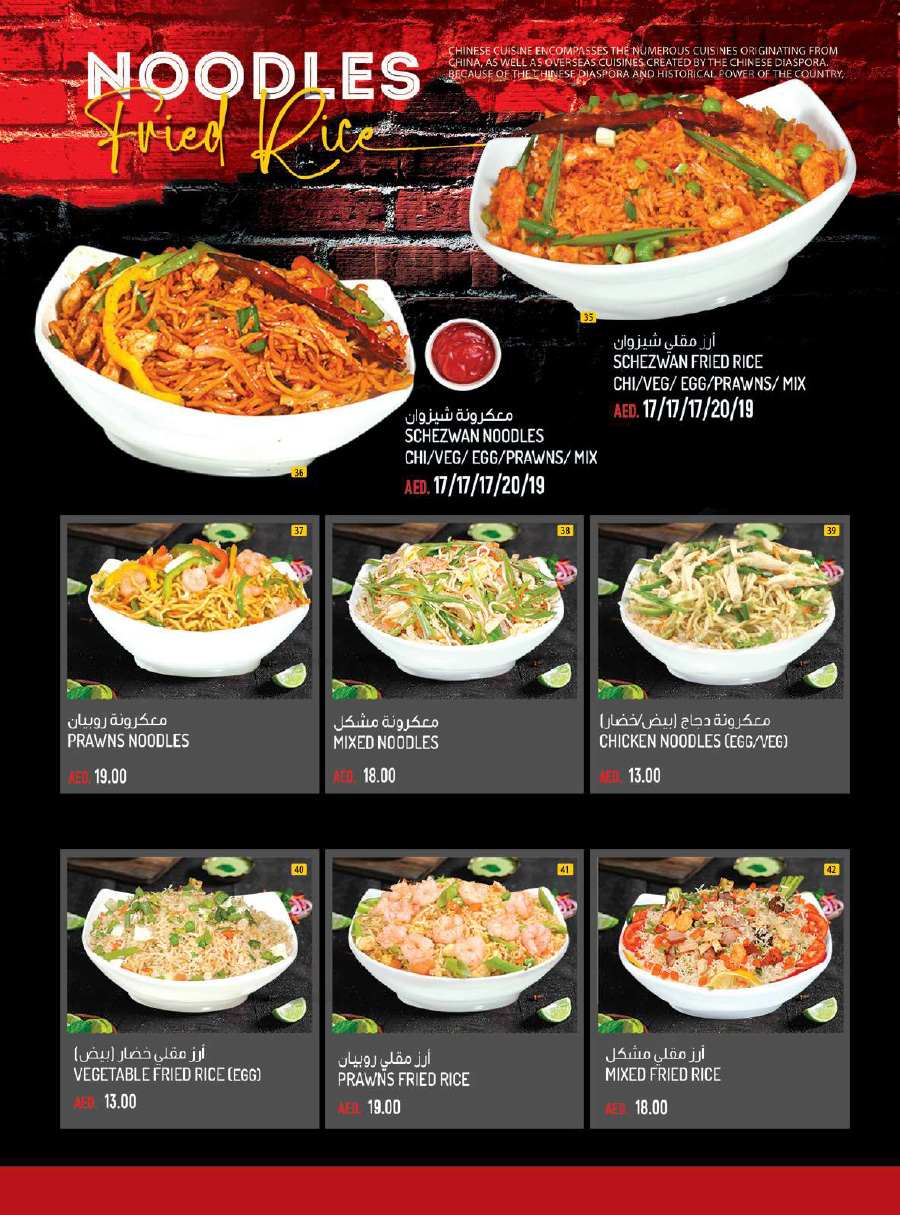 NOODLES
Fried Rice
CHINESE CUISINE ENCOMPASSES THE NUMEROUS CUISINES ORIGINATING FROM
CHINA, AS WELL AS OVERSEAS CUISINES CREATED BY THE CHINESE DIASPORA.
BECAUSE OF THE CHINESE DIASPORA AND HISTORICAL POWER OF THE COUNTRY,
35
أرز مقلي شيزوان
SCHEZWAN FRIED RICE
CHI/VEG/ EGG/PRAWNS/ MIX
AED. 17/17/17/20/19
36
معكرونة شيزوان
SCHEZWAN NOODLES
CHI/VEG/ EGG/PRAWNS/ MIX
AED. 17/17/17/20/19
37
معكرونة روبيان
PRAWNS NOODLES
AED. 19.00
38
معكرونة مشكل
MIXED NOODLES
AED. 18.00
39
معكرونة دجاج (بيض/خضار)
CHICKEN NOODLES (EGG/VEG)
AED. 13.00
40
أرز مقلي خضار (بيض)
VEGETABLE FRIED RICE (EGG)
AED. 13.00
41
أرز مقلي روبيان
PRAWNS FRIED RICE
AED. 19.00
42
أرز مقلي مشكل
MIXED FRIED RICE
AED. 18.00